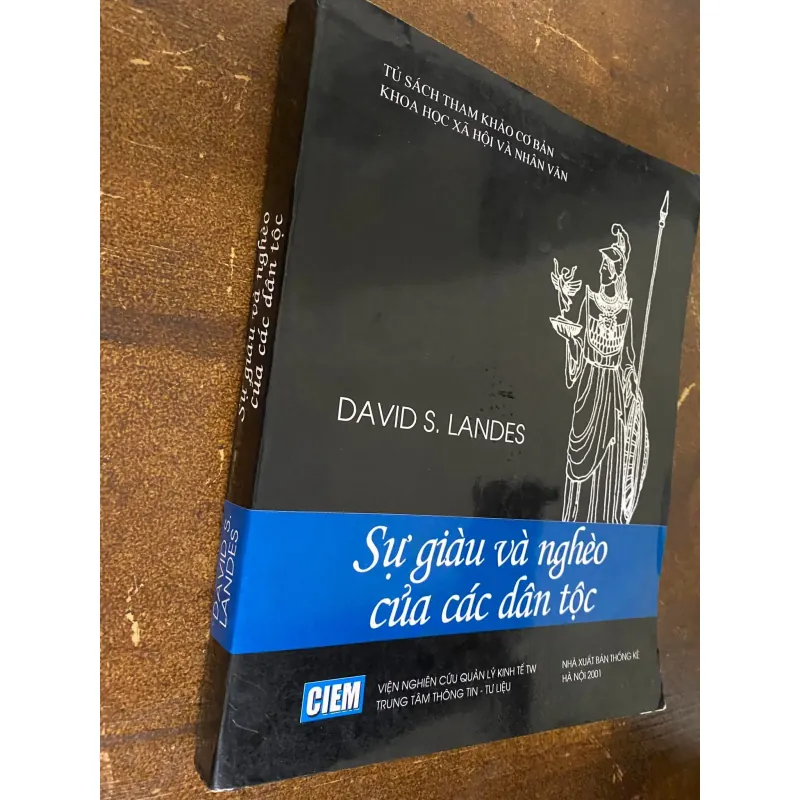 TỦ SÁCH THAM KHẢO CƠ BẢN
KHOA HỌC XÃ HỘI VÀ NHÂN VĂN
DAVID S. LANDES
Sự giàu và nghèo
của các dân tộc
CIEM
VIỆN NGHIÊN CỨU QUẢN LÝ KINH TẾ TW
TRUNG TÂM THÔNG TIN - TƯ LIỆU
NHÀ XUẤT BẢN THỐNG KÊ
HÀ NỘI 2001
Sự giàu và nghèo
của các dân tộc
DAVID S.
LANDES